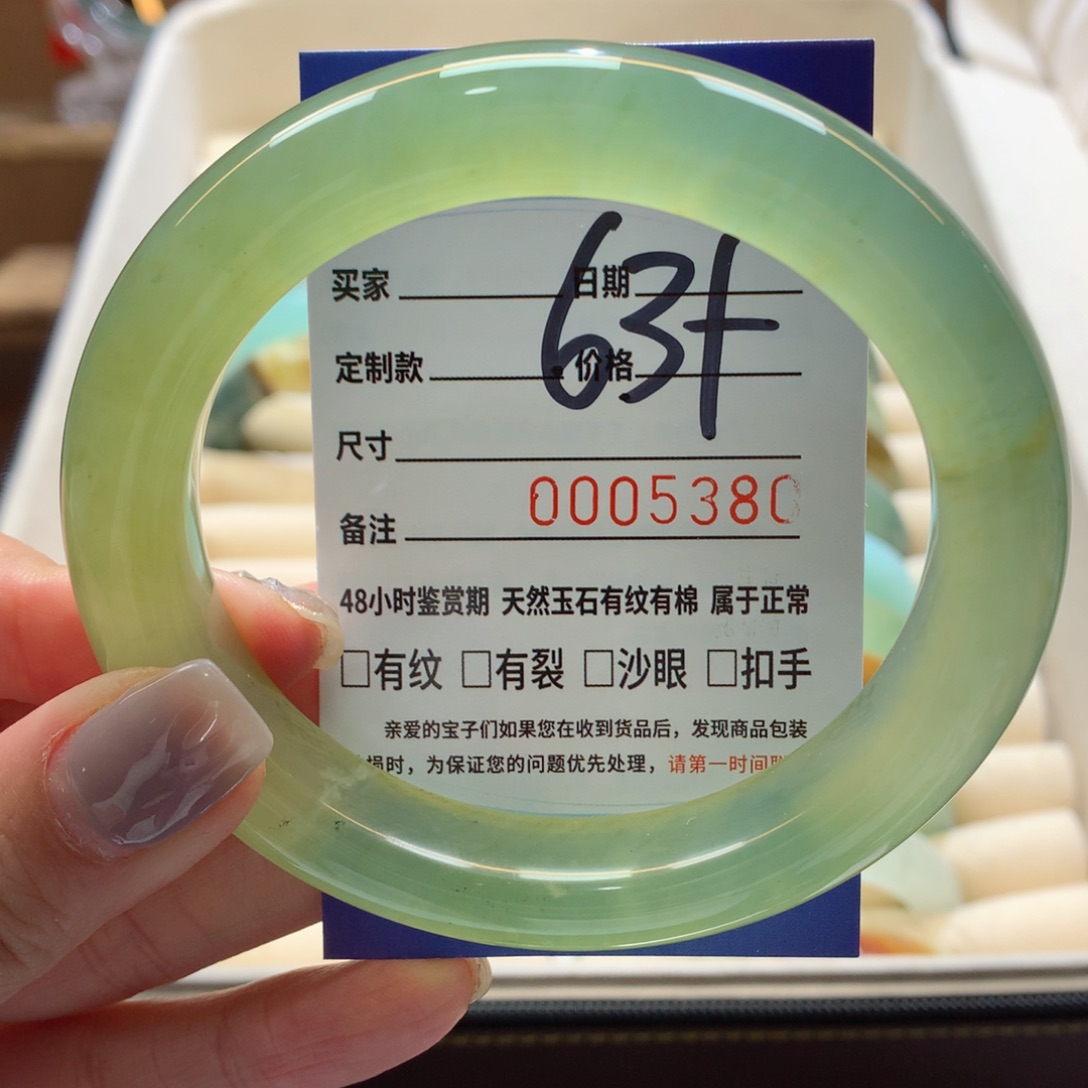 买家 日期
63+
定制款 价格
尺寸
0005380
备注
48小时鉴赏期 天然玉石有纹有棉 属于正常
□有纹 □有裂 □沙眼 □扣手
亲爱的宝子们如果您在收到货品后，发现商品包装
损时，为保证您的问题优先处理，请第一时间联